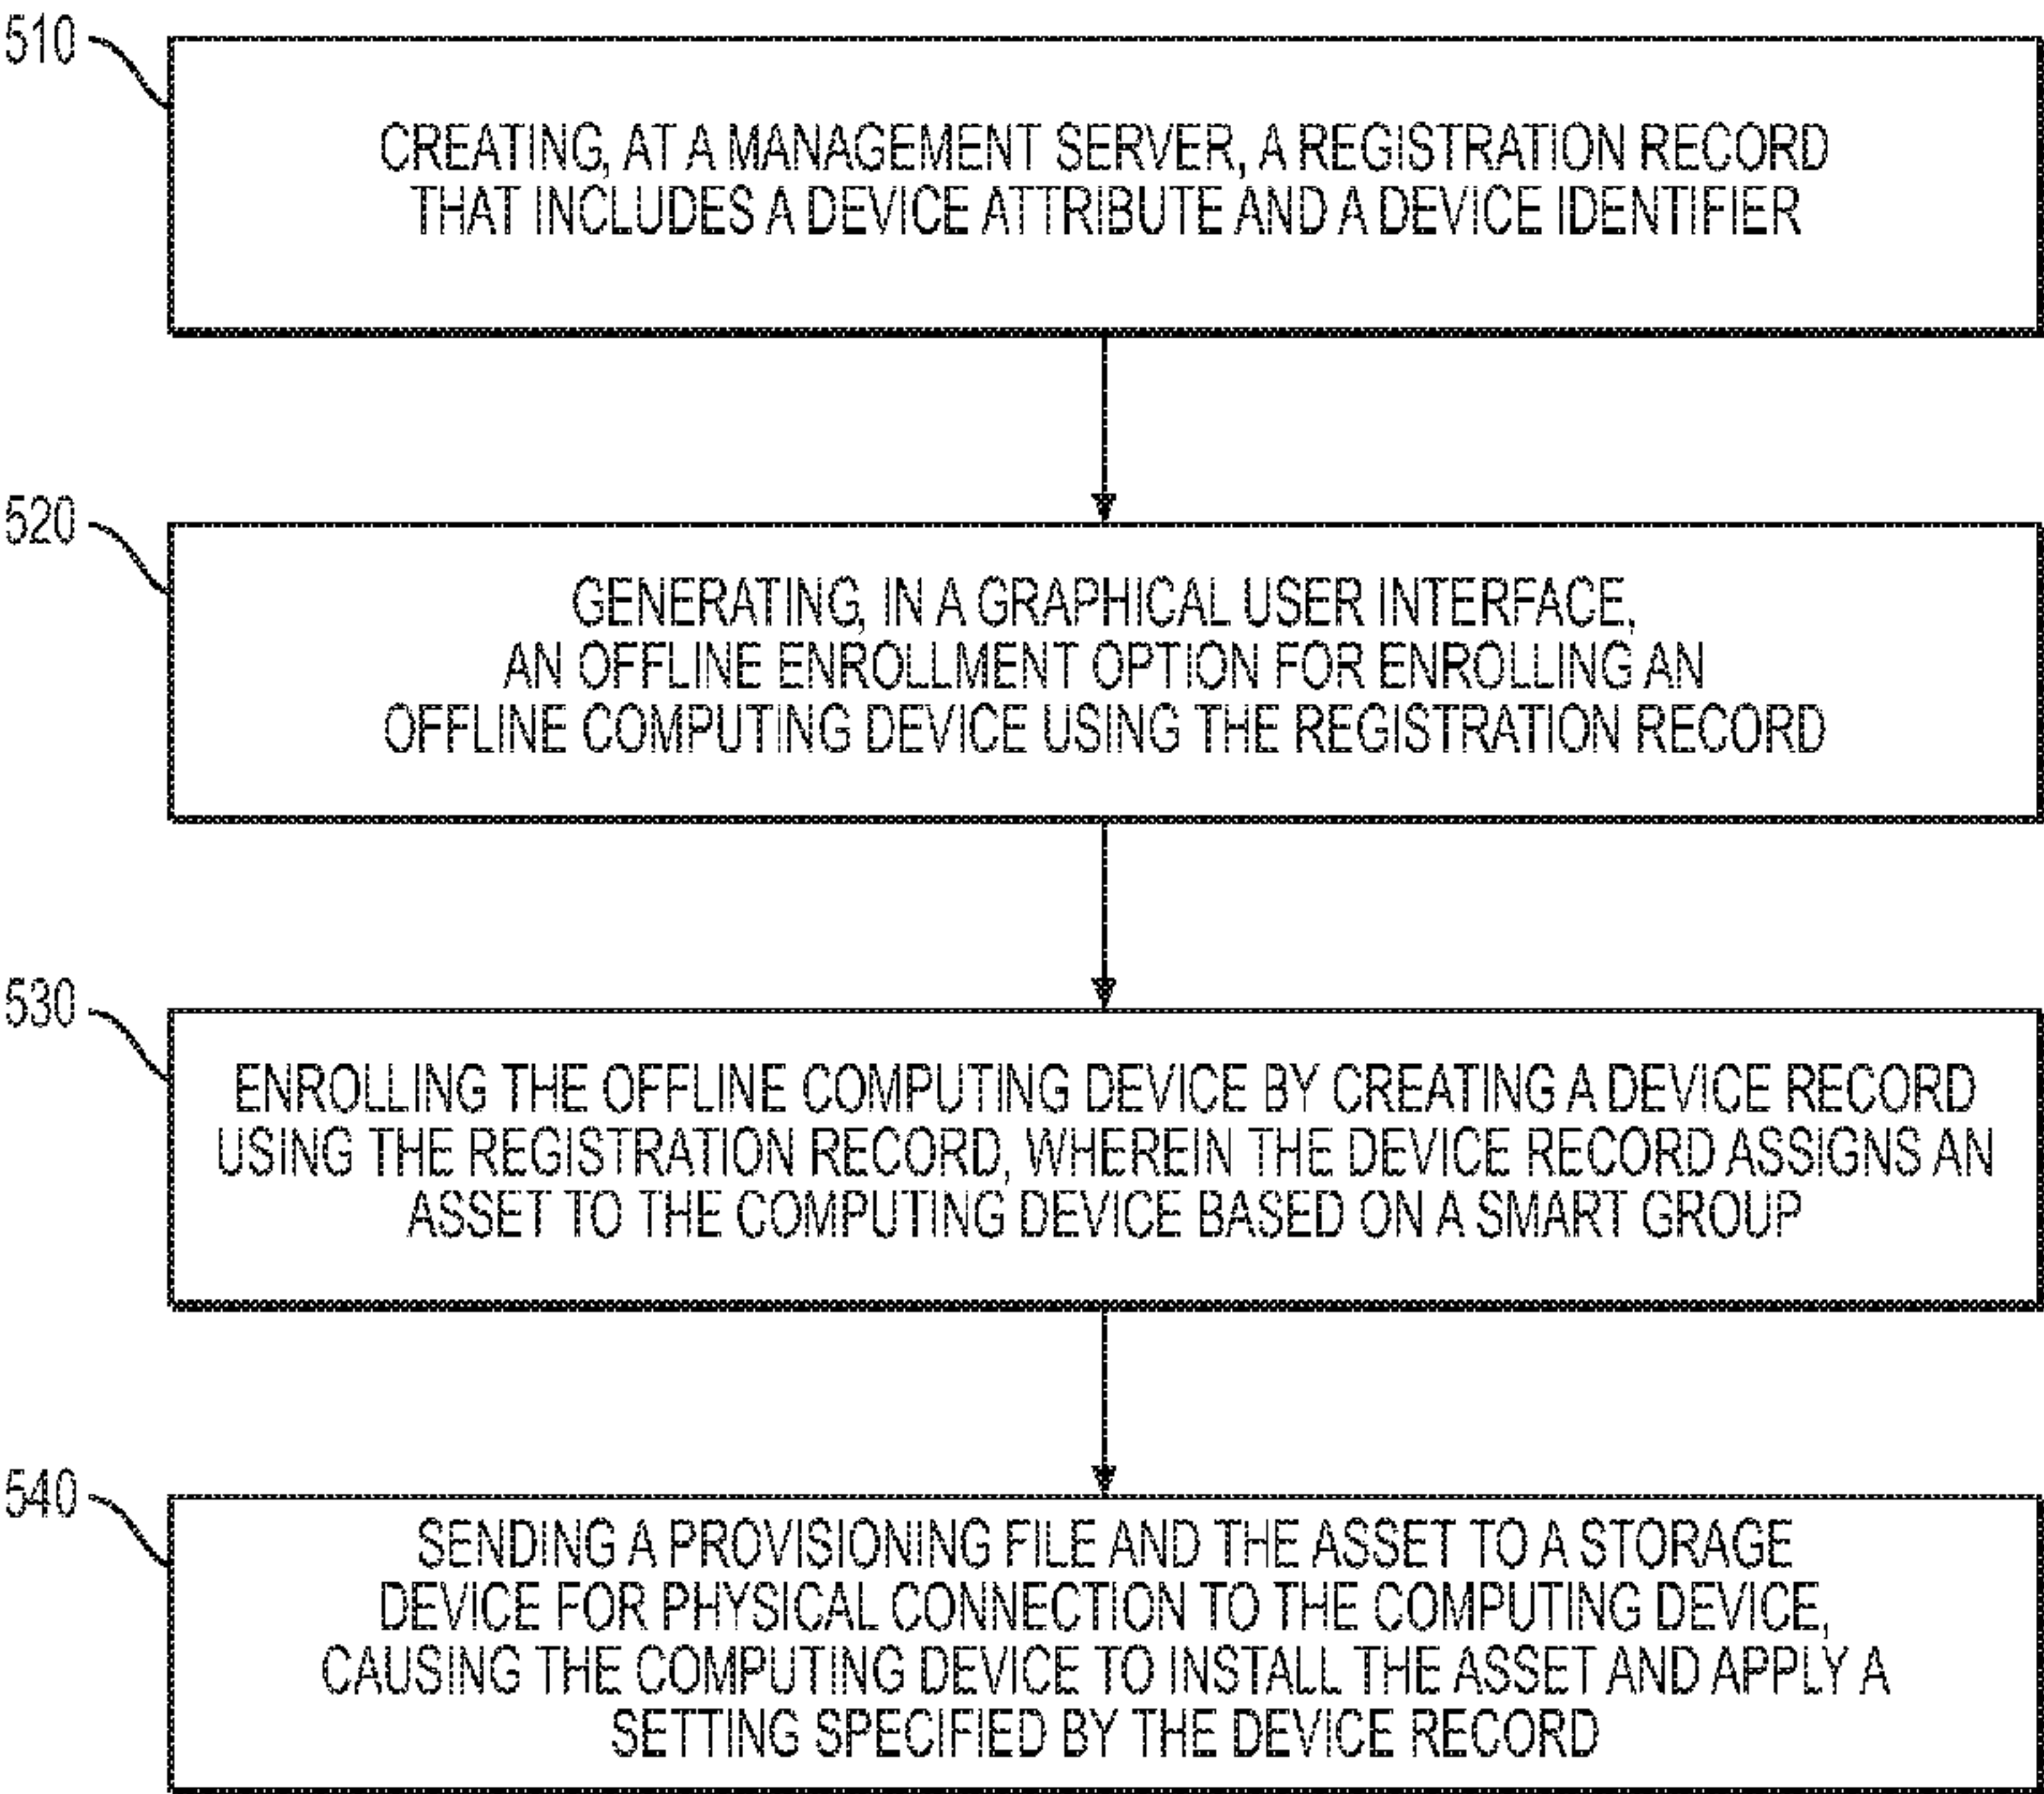 510
CREATING, AT A MANAGEMENT SERVER, A REGISTRATION RECORD
THAT INCLUDES A DEVICE ATTRIBUTE AND A DEVICE IDENTIFIER
520
GENERATING, IN A GRAPHICAL USER INTERFACE,
AN OFFLINE ENROLLMENT OPTION FOR ENROLLING AN
OFFLINE COMPUTING DEVICE USING THE REGISTRATION RECORD
530
ENROLLING THE OFFLINE COMPUTING DEVICE BY CREATING A DEVICE RECORD
USING THE REGISTRATION RECORD, WHEREIN THE DEVICE RECORD ASSIGNS AN
ASSET TO THE COMPUTING DEVICE BASED ON A SMART GROUP
540
SENDING A PROVISIONING FILE AND THE ASSET TO A STORAGE
DEVICE FOR PHYSICAL CONNECTION TO THE COMPUTING DEVICE,
CAUSING THE COMPUTING DEVICE TO INSTALL THE ASSET AND APPLY A
SETTING SPECIFIED BY THE DEVICE RECORD